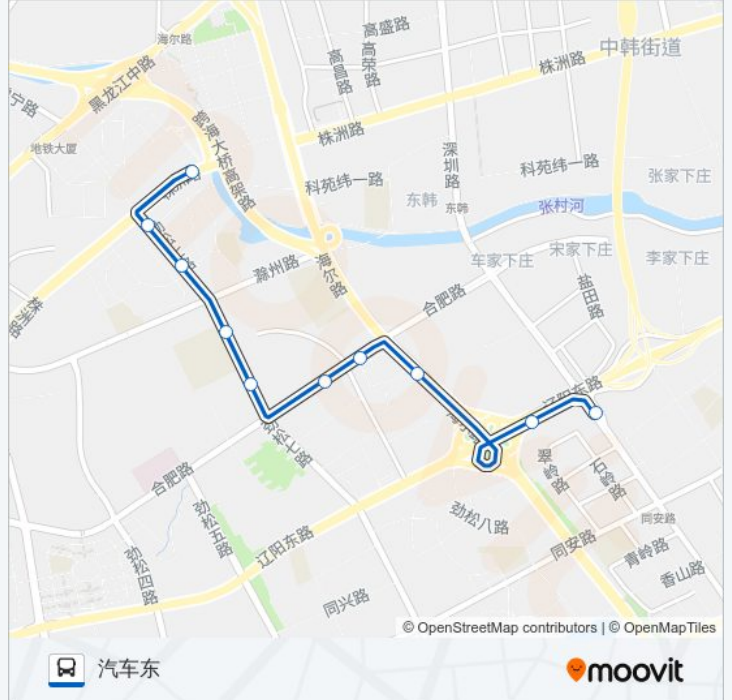 高盛路
海尔路
中韩街道
高昌路
高荣路
株洲路
黑龙江中路
跨海大桥高架路
株洲路
地铁大厦
深圳路
科苑纬一路
科苑纬一路
张家下庄
东韩
东韩
张村河
滁州路
海尔路
车家下庄
宋家下庄
李家下庄
盐田路
合肥路
株洲路
辽阳东路
劲松七路
翠岭路
石岭路
合肥路
劲松五路
劲松八路
同安路
同安路
辽阳东路
青岭路
香山路
劲松四路
同兴路
© OpenStreetMap contributors | © OpenMapTiles
汽车东
moovit